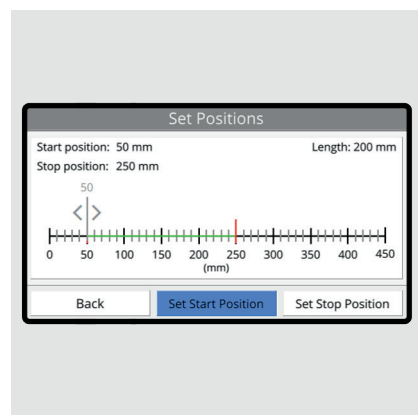 Set Positions
Start position: 50 mm Length: 200 mm
Stop position: 250 mm
50
< >
0 50 100 150 200 250 300 350 400 450
(mm)
Back Set Start Position Set Stop Position